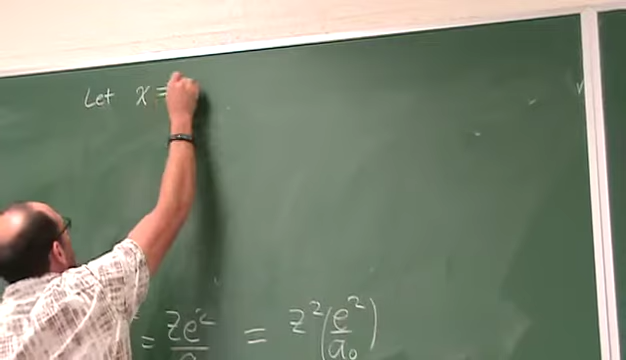 Let x =
= Ze² / a = Z² (e² / a₀)